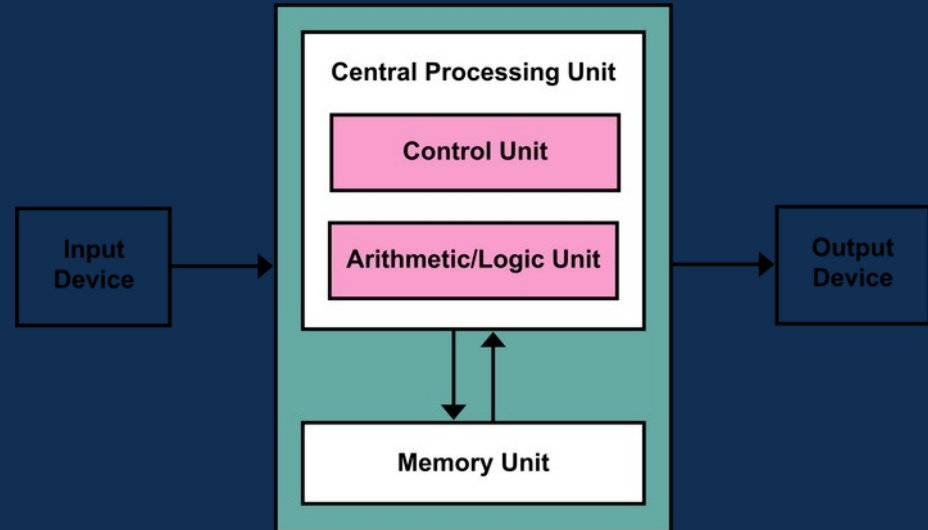 Central Processing Unit
Control Unit
Arithmetic/Logic Unit
Input
Device
Output
Device
Memory Unit